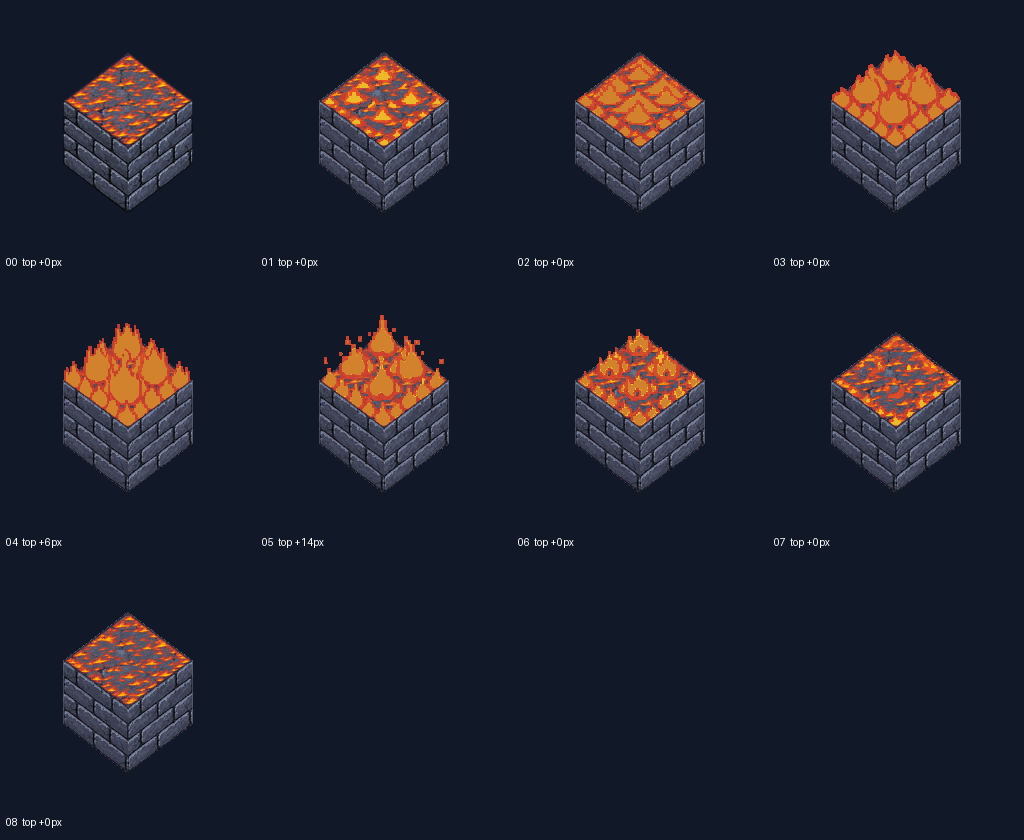 00 top +0px
01 top +0px
02 top +0px
03 top +0px
04 top +6px
05 top +14px
06 top +0px
07 top +0px
08 top +0px